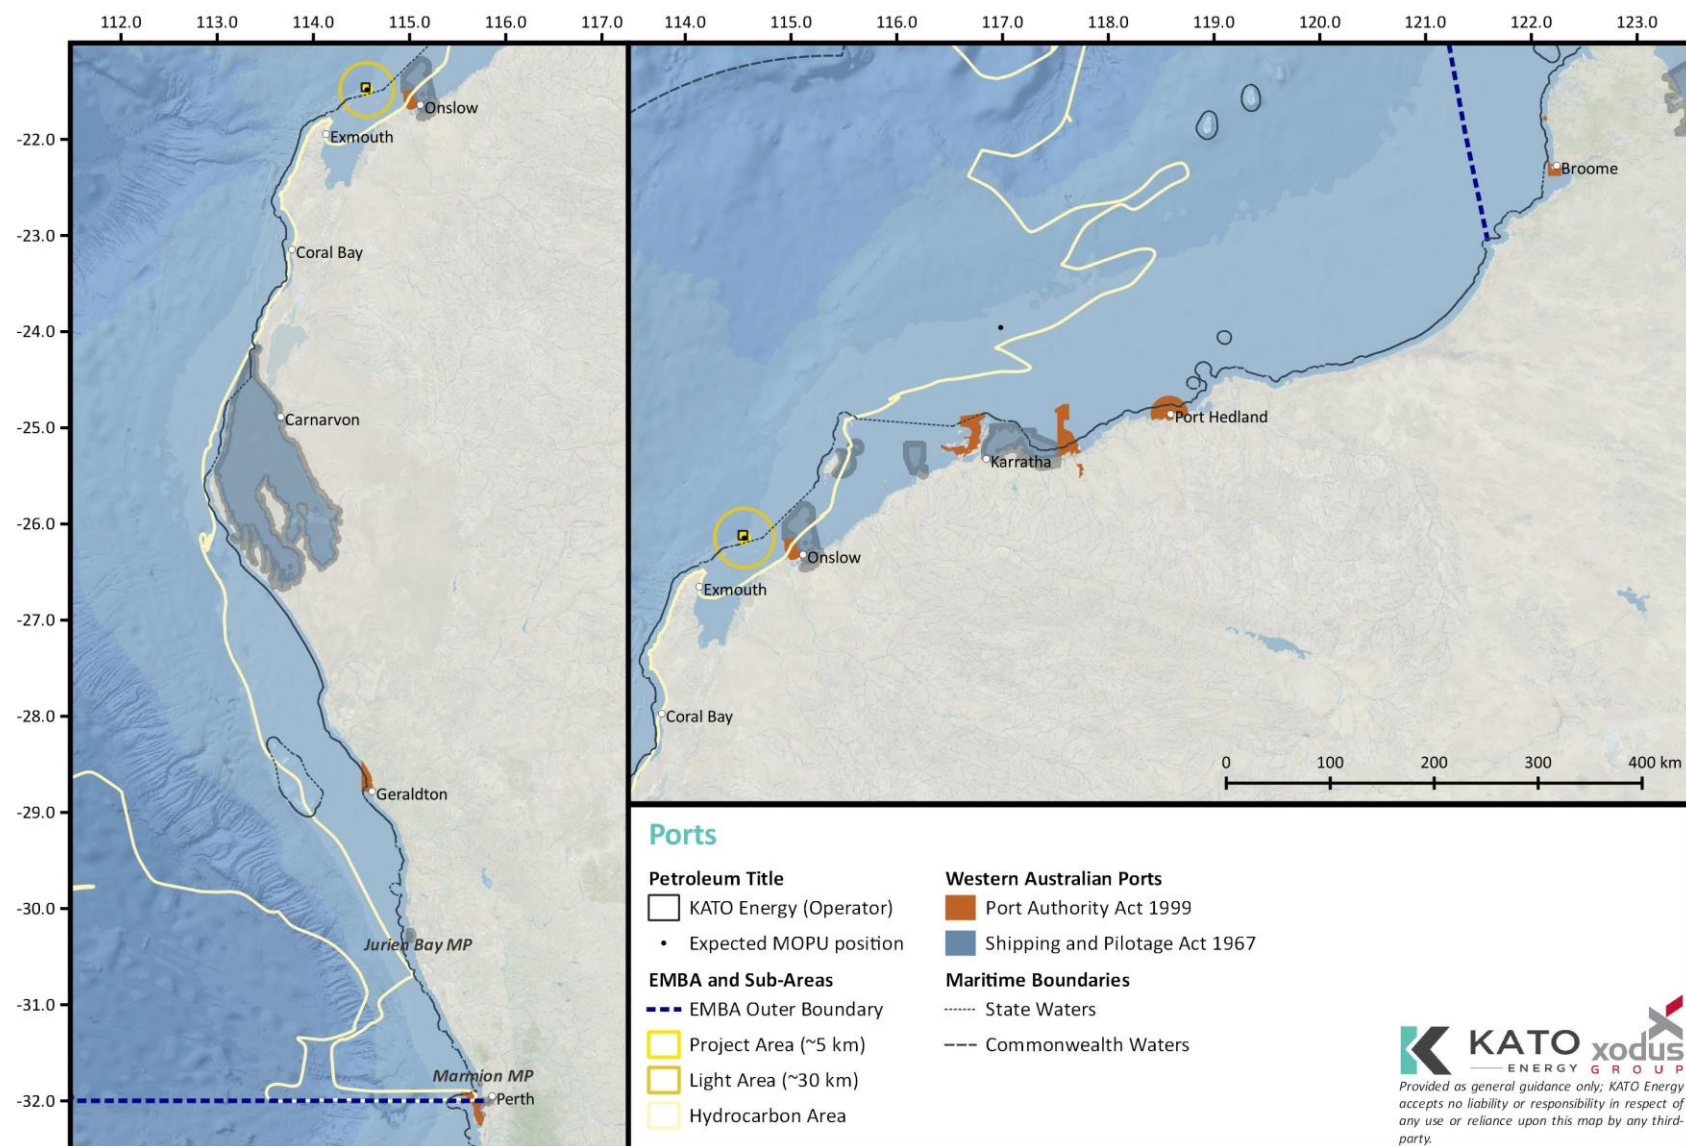 112.0 113.0 114.0 115.0 116.0 117.0
114.0 115.0 116.0 117.0 118.0 119.0 120.0 121.0 122.0 123.0
-22.0
-23.0
-24.0
-25.0
-26.0
-27.0
-28.0
-29.0
-30.0
-31.0
-32.0
Onslow
Exmouth
Coral Bay
Carnarvon
Geraldton
Jurien Bay MP
Marmion MP
Perth
Broome
Port Hedland
Karratha
Onslow
Exmouth
Coral Bay
0 100 200 300 400 km
Ports
Petroleum Title
KATO Energy (Operator)
Expected MOPU position
EMBA and Sub-Areas
EMBA Outer Boundary
Project Area (~5 km)
Light Area (~30 km)
Hydrocarbon Area
Western Australian Ports
Port Authority Act 1999
Shipping and Pilotage Act 1967
Maritime Boundaries
State Waters
Commonwealth Waters
KATO
ENERGY
xodus
GROUP
Provided as general guidance only; KATO Energy
accepts no liability or responsibility in respect of
any use or reliance upon this map by any third-
party.